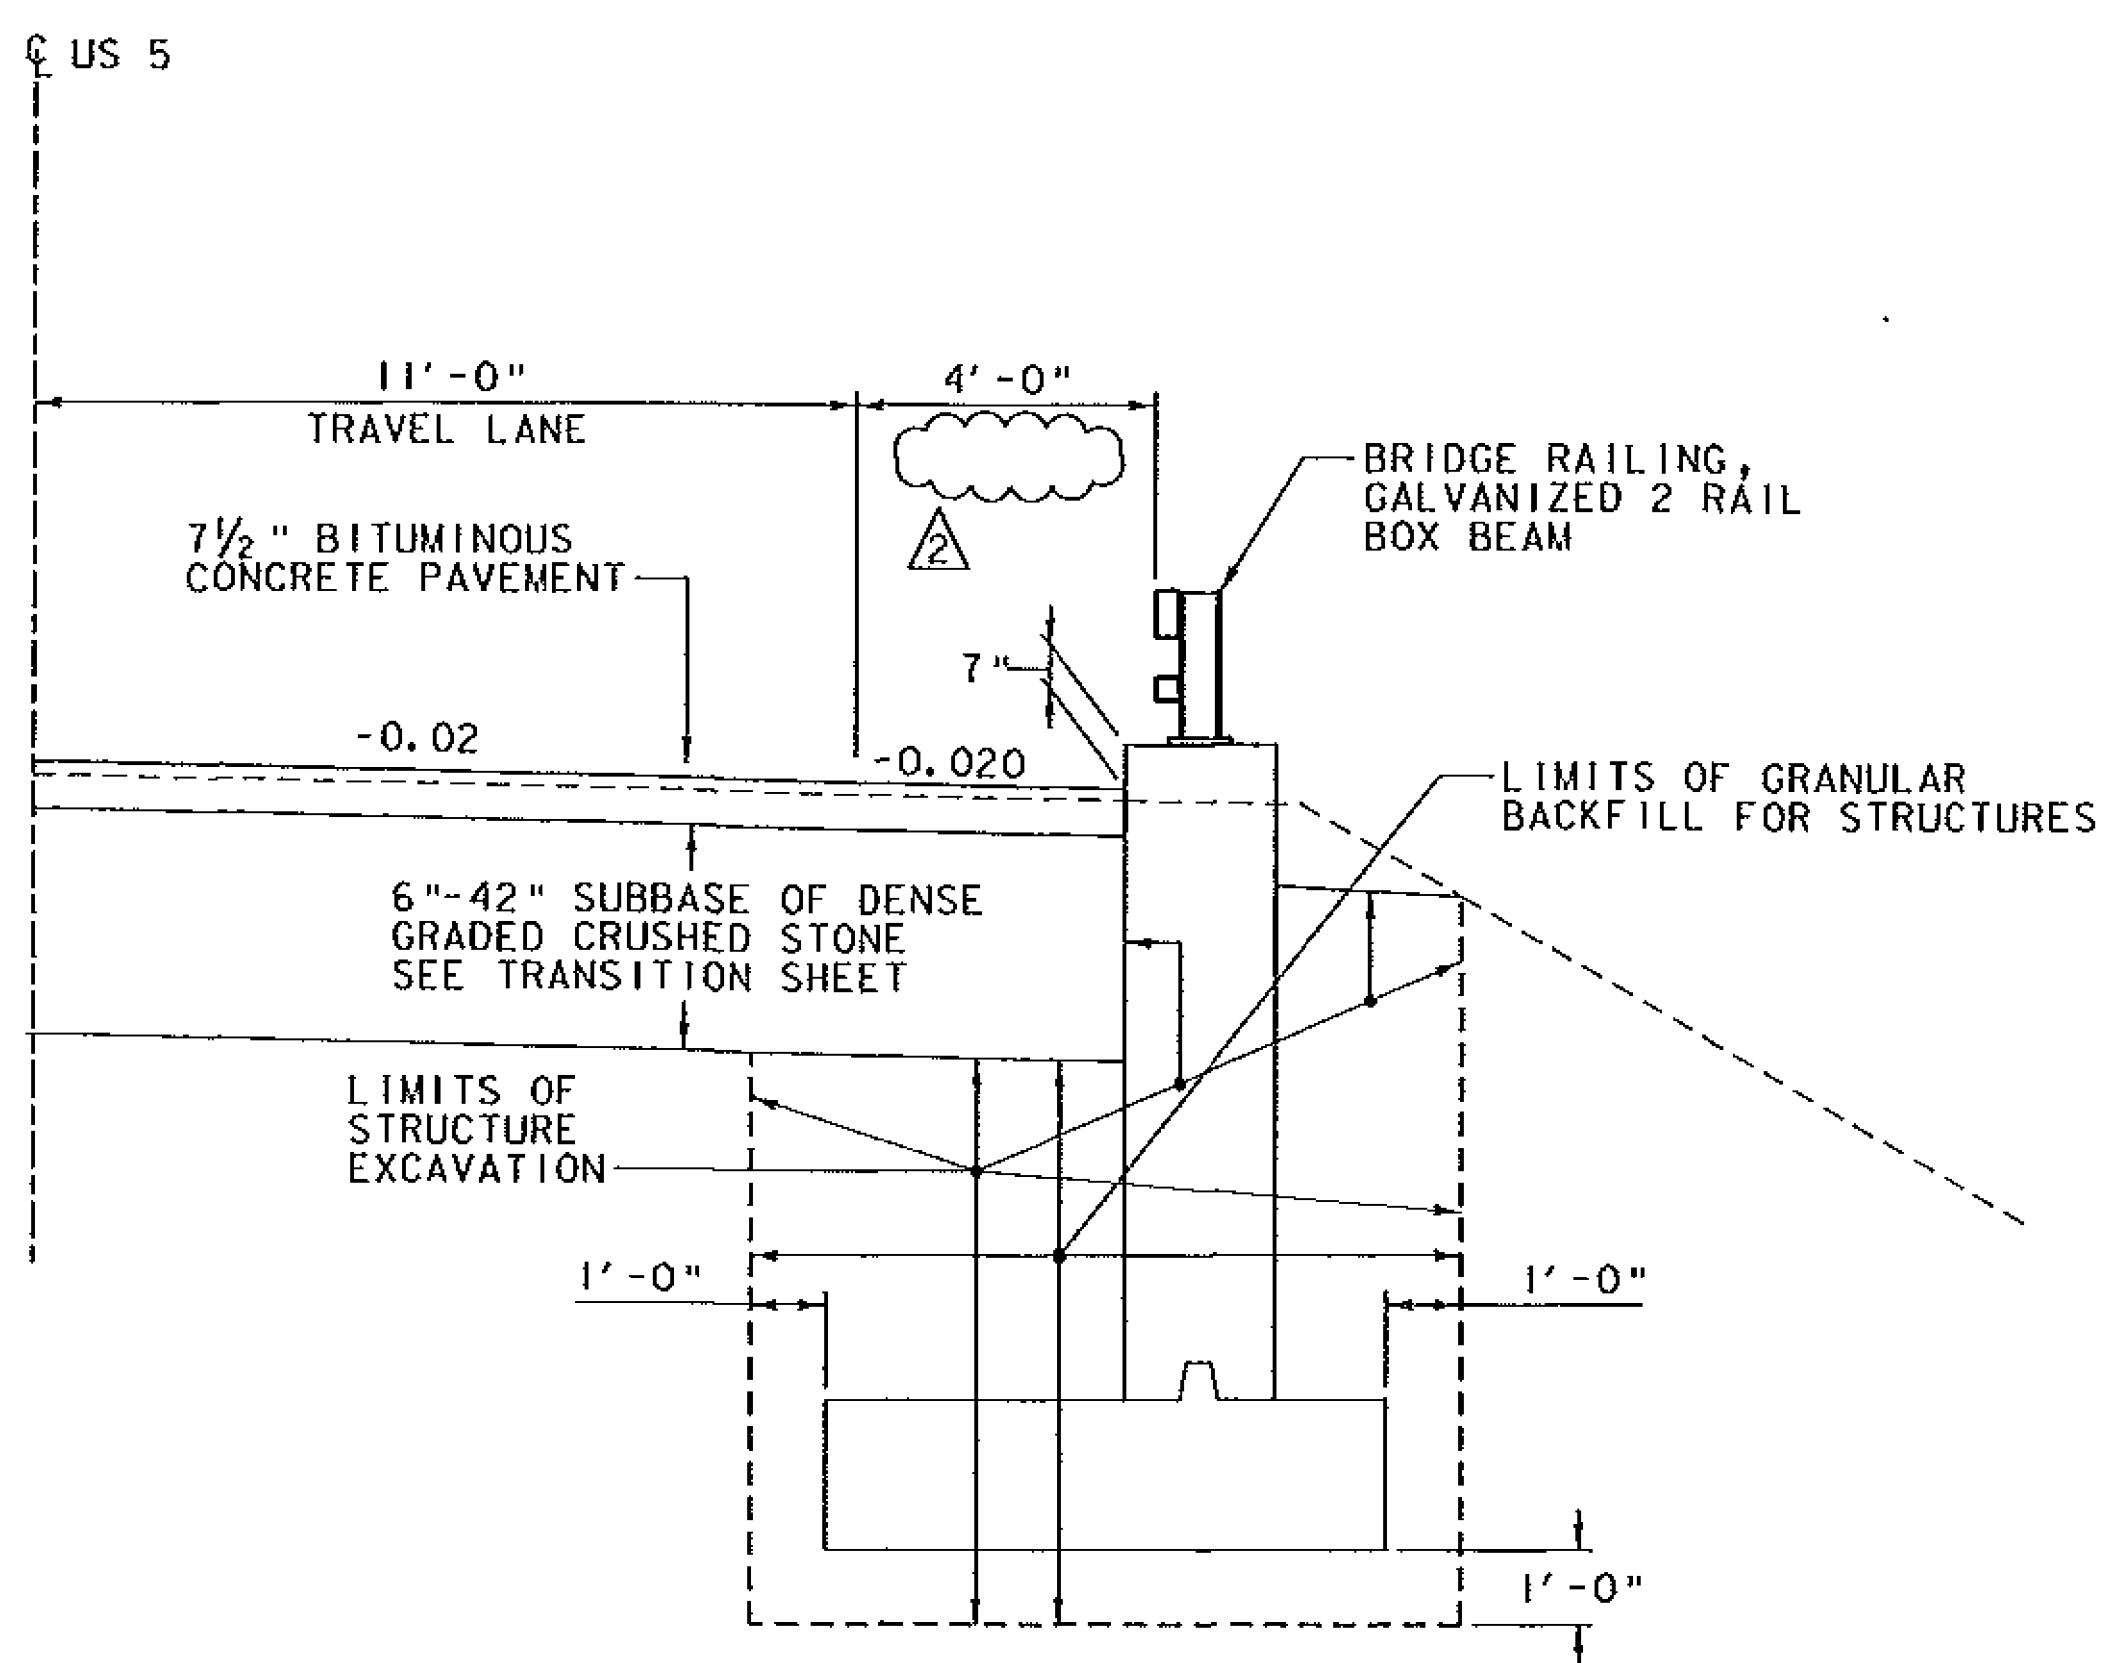 ℄ US 5
11'-0"
TRAVEL LANE
4'-0"
2
BRIDGE RAILING,
GALVANIZED 2 RAIL
BOX BEAM
7½" BITUMINOUS
CONCRETE PAVEMENT
7"
-0.02
-0.020
LIMITS OF GRANULAR
BACKFILL FOR STRUCTURES
6"-42" SUBBASE OF DENSE
GRADED CRUSHED STONE
SEE TRANSITION SHEET
LIMITS OF
STRUCTURE
EXCAVATION
1'-0"
1'-0"
1'-0"